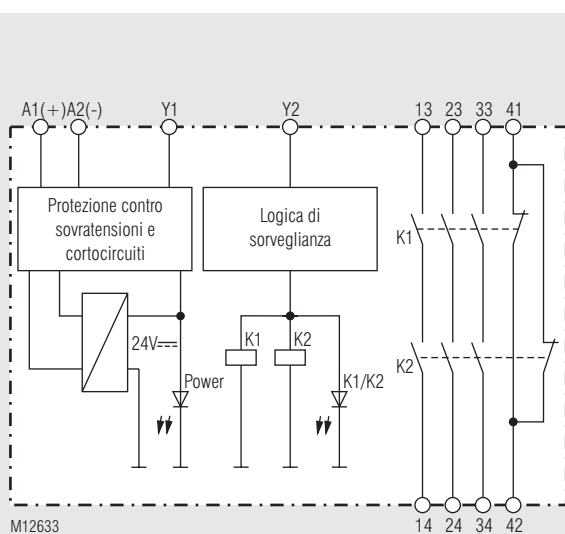 A1(+) A2(-) Y1 Y2 13 23 33 41
Protezione contro
sovratensioni e
cortocircuiti
Logica di
sorveglianza
K1
24V
K1 K2
Power
K1/K2
K2
M12633
14 24 34 42